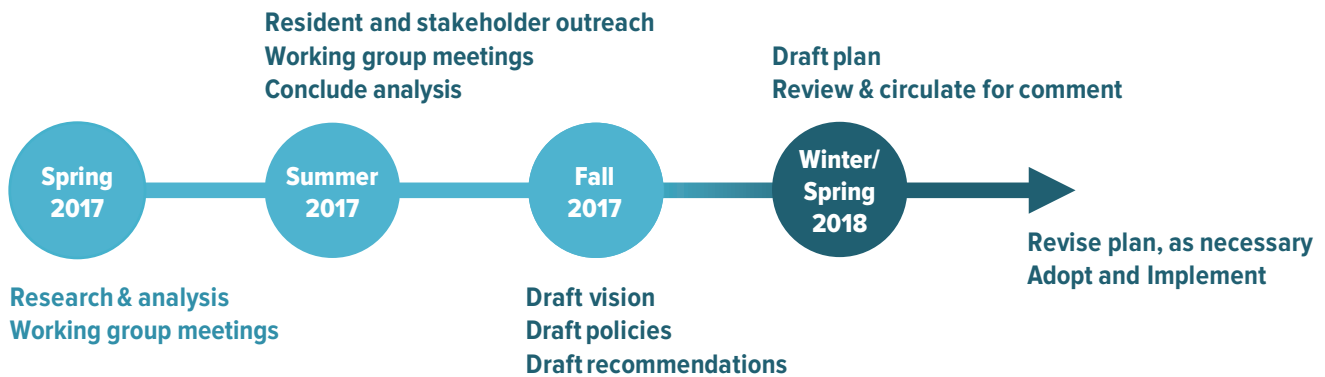 Resident and stakeholder outreach
Working group meetings
Conclude analysis
Draft plan
Review & circulate for comment
Spring
2017
Summer
2017
Fall
2017
Winter/
Spring
2018
Revise plan, as necessary
Adopt and Implement
Research & analysis
Working group meetings
Draft vision
Draft policies
Draft recommendations